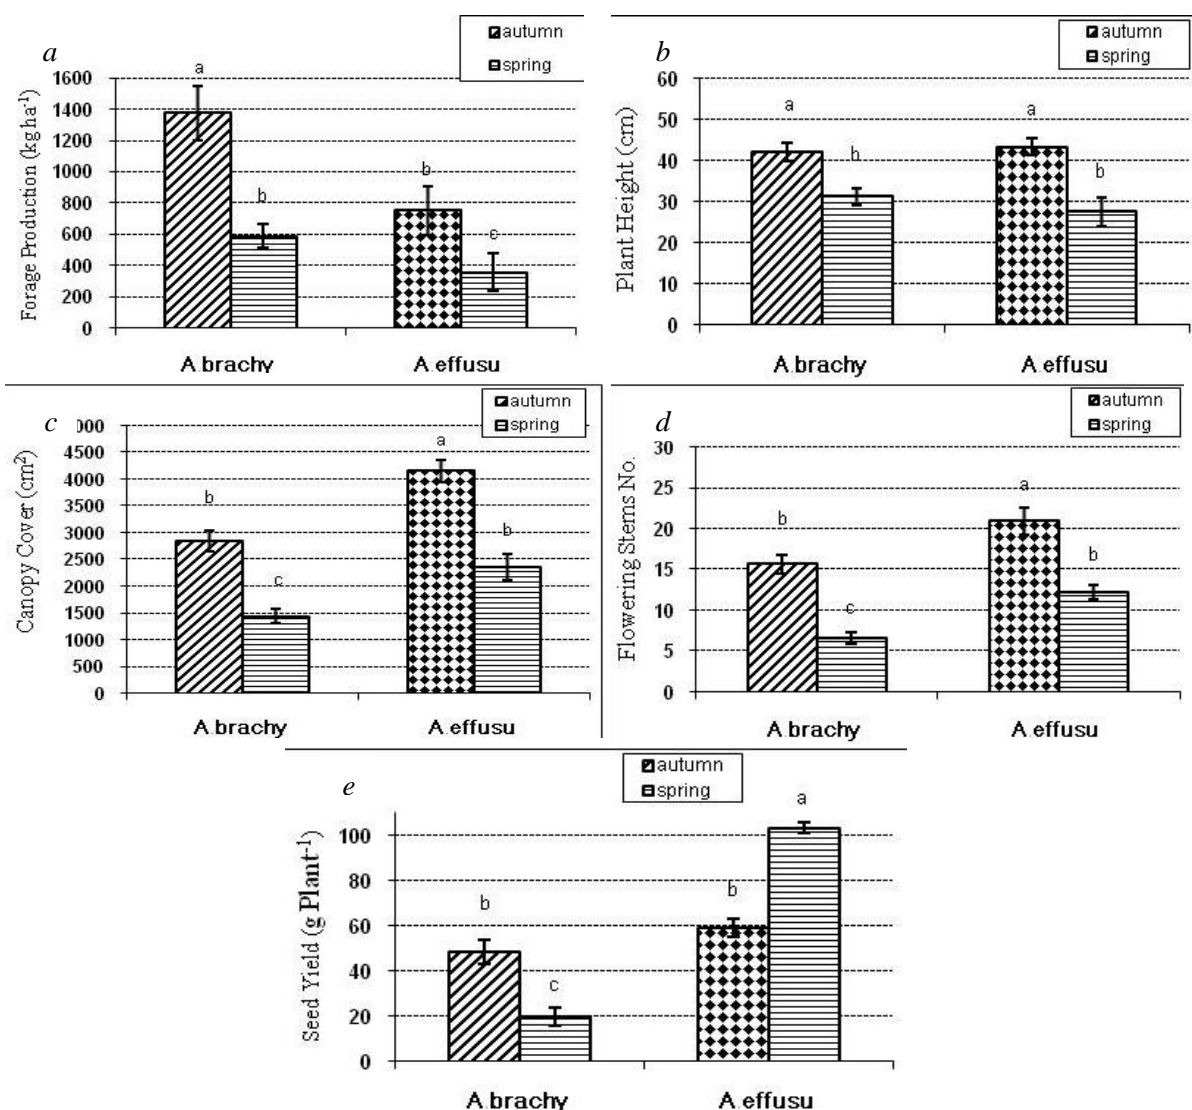 a
autumn
spring
Forage Production (kg ha-1)
1600
1400
1200
1000
800
600
400
200
0
a
b
b
c
A.brachy
A.effusu
b
autumn
spring
Plant Height (cm)
60
50
40
30
20
10
0
a
b
a
b
A.brachy
A.effusu
c
autumn
spring
Canopy Cover (cm2)
000
4500
4000
3500
3000
2500
2000
1500
1000
500
0
b
c
a
b
A.brachy
A.effusu
d
autumn
spring
Flowering Stems No.
30
25
20
15
10
5
0
b
c
a
b
A.brachy
A.effusu
e
autumn
spring
Seed Yield (g Plant-1)
100
80
60
40
20
0
b
c
b
a
A.brachy
A.effusu